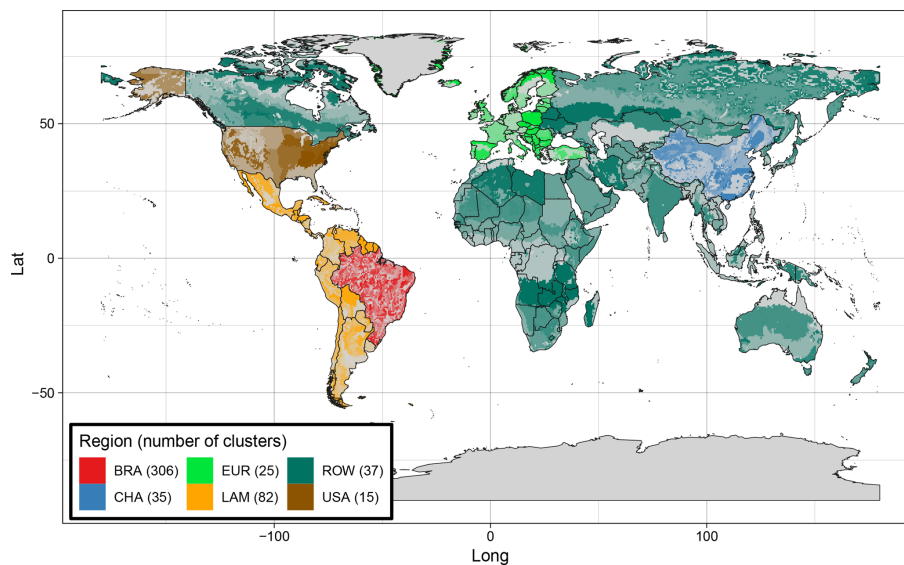 50
0
−50
Lat
Region (number of clusters)
BRA (306) EUR (25) ROW (37)
CHA (35) LAM (82) USA (15)
−100 0 100
Long